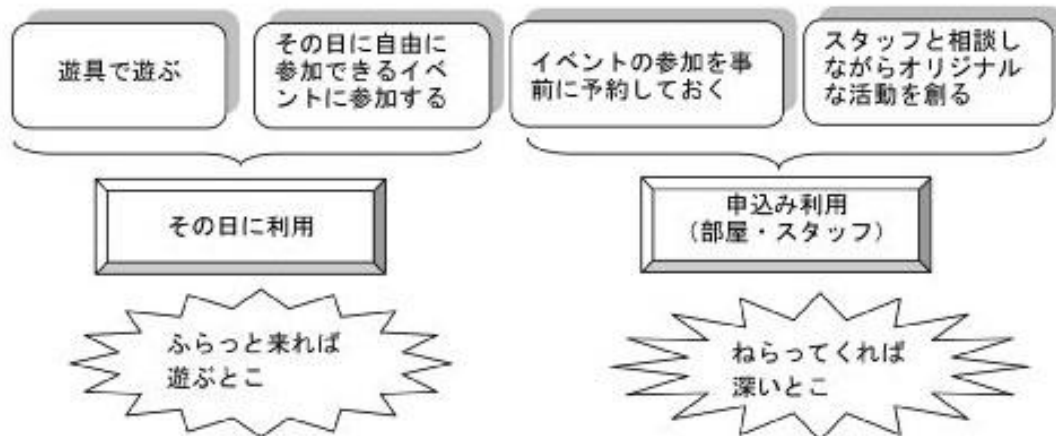 遊具で遊ぶ
その日に自由に
参加できるイベ
ントに参加する
イベントの参加を事
前に予約しておく
スタッフと相談し
ながらオリジナル
な活動を創る
その日に利用
申込み利用
（部屋・スタッフ）
ふらっと来れば
遊ぶとこ
ねらってくれば
深いとこ